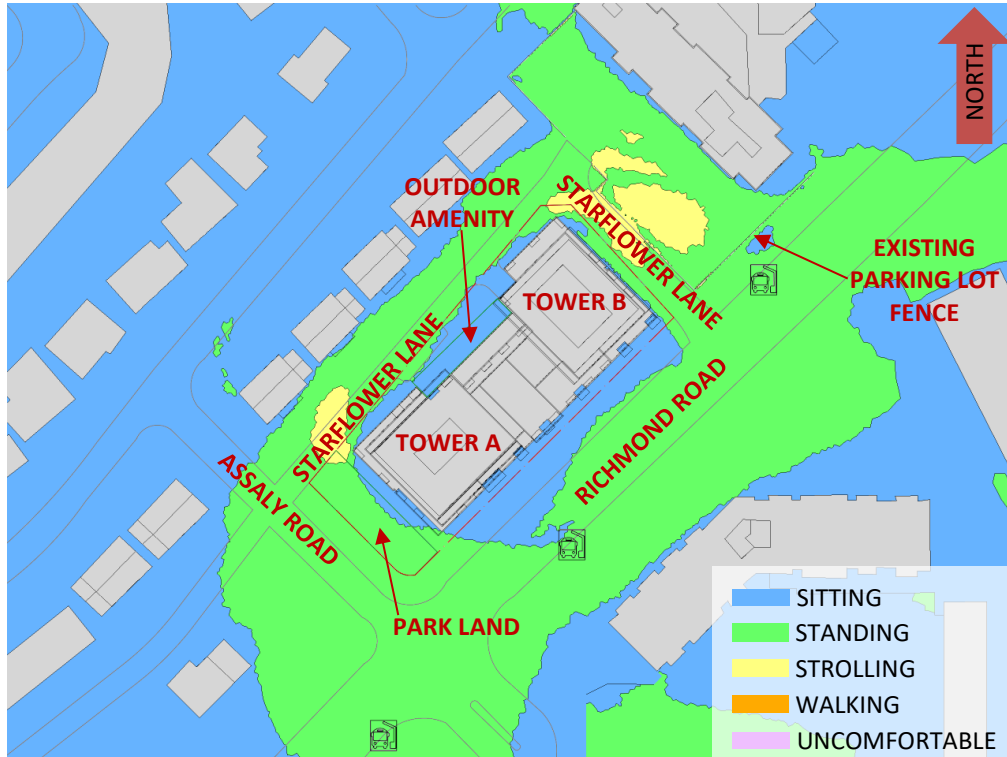 NORTH
OUTDOOR
AMENITY
STARFLOWER LANE
EXISTING
PARKING LOT
FENCE
TOWER B
STARFLOWER LANE
RICHMOND ROAD
TOWER A
ASSALY ROAD
PARK LAND
SITTING
STANDING
STROLLING
WALKING
UNCOMFORTABLE